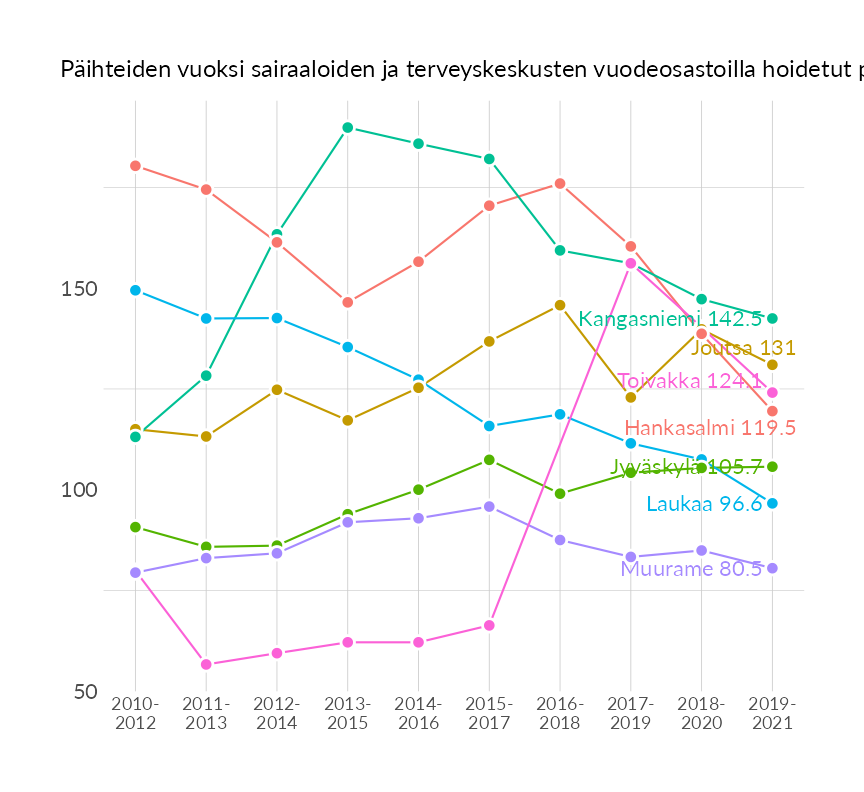 Päihteiden vuoksi sairaaloiden ja terveyskeskusten vuodeosastoilla hoidetut
150
Kangasniemi 142.5
Joutsa 131
Toivakka 124.1
Hankasalmi 119.5
Jyväskylä 105.7
100
Laukaa 96.6
Muurame 80.5
50
2010- 2011- 2012- 2013- 2014- 2015- 2016- 2017- 2018- 2019-
2012 2013 2014 2015 2016 2017 2018 2019 2020 2021